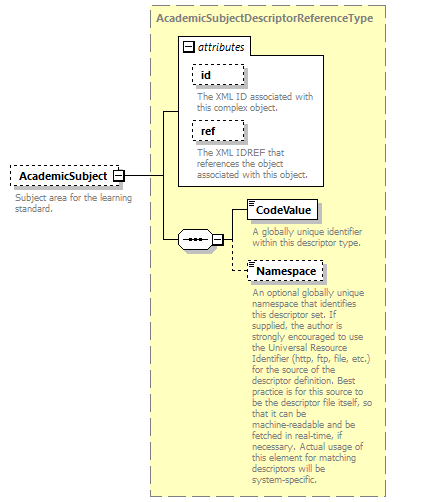 AcademicSubjectDescriptorReferenceType
attributes
id
The XML ID associated with
this complex object.
ref
The XML IDREF that
references the object
associated with this object.
AcademicSubject
Subject area for the learning
standard.
CodeValue
A globally unique identifier
within this descriptor type.
Namespace
An optional globally unique
namespace that identifies
this descriptor set. If
supplied, the author is
strongly encouraged to use
the Universal Resource
Identifier (http, ftp, file, etc.)
for the source of the
descriptor definition. Best
practice is for this source to
be the descriptor file itself, so
that it can be
machine-readable and be
fetched in real-time, if
necessary. Actual usage of
this element for matching
descriptors will be
system-specific.